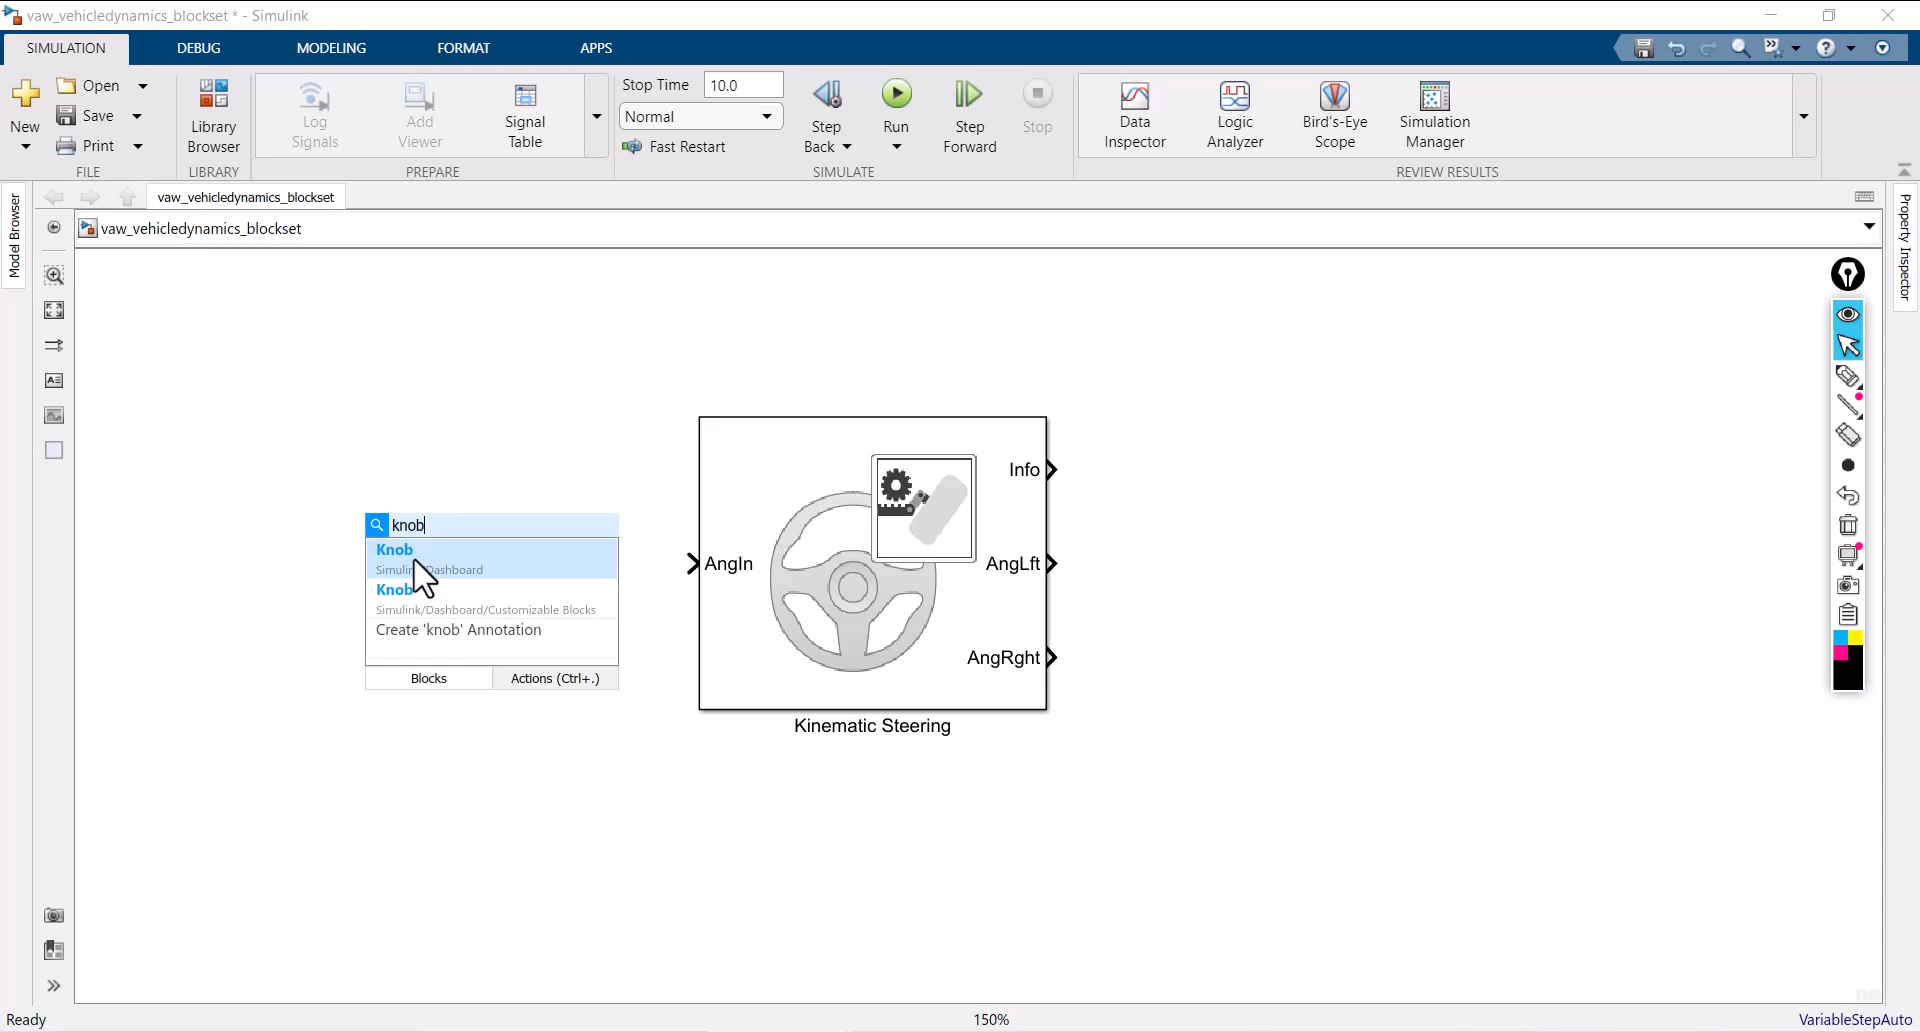 vaw_vehicledynamics_blockset * - Simulink
SIMULATION
DEBUG
MODELING
FORMAT
APPS
New
Open
Save
Print
Library
Browser
Log
Signals
Add
Viewer
Signal
Table
Stop Time
10.0
Normal
Fast Restart
Step
Back
Run
Step
Forward
Stop
Data
Inspector
Logic
Analyzer
Bird's-Eye
Scope
Simulation
Manager
FILE
LIBRARY
PREPARE
SIMULATE
REVIEW RESULTS
Model Browser
vaw_vehicledynamics_blockset
vaw_vehicledynamics_blockset
Property Inspector
knob
Knob
Simulink/Dashboard
Knob
Simulink/Dashboard/Customizable Blocks
Create 'knob' Annotation
Blocks
Actions (Ctrl+.)
AngIn
Info
AngLft
AngRght
Kinematic Steering
Ready
150%
VariableStepAuto